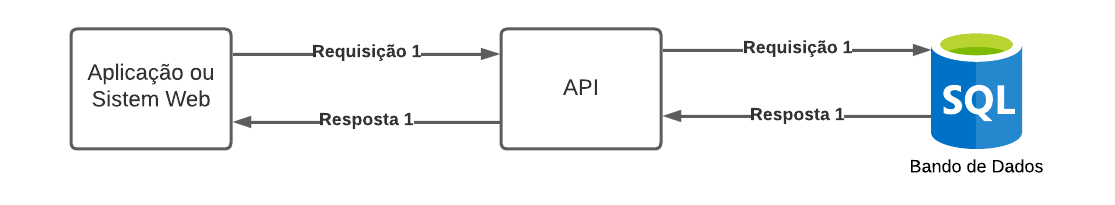 Aplicação ou
Sistem Web
Requisição 1
Resposta 1
API
Requisição 1
Resposta 1
SQL
Bando de Dados